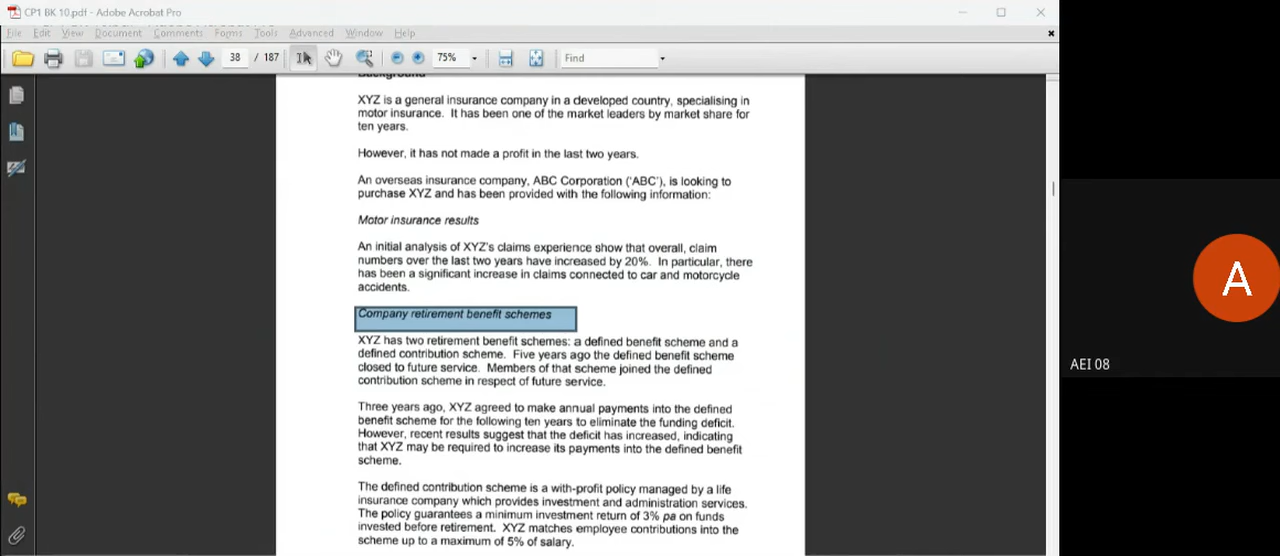 CP1 BK 10.pdf - Adobe Acrobat Pro
File Edit View Document Comments Forms Tools Advanced Window Help
38 / 187 75% Find
Background
XYZ is a general insurance company in a developed country, specialising in
motor insurance. It has been one of the market leaders by market share for
ten years.
However, it has not made a profit in the last two years.
An overseas insurance company, ABC Corporation ('ABC'), is looking to
purchase XYZ and has been provided with the following information:
Motor insurance results
An initial analysis of XYZ's claims experience show that overall, claim
numbers over the last two years have increased by 20%. In particular, there
has been a significant increase in claims connected to car and motorcycle
accidents.
Company retirement benefit schemes
XYZ has two retirement benefit schemes: a defined benefit scheme and a
defined contribution scheme. Five years ago the defined benefit scheme
closed to future service. Members of that scheme joined the defined
contribution scheme in respect of future service.
Three years ago, XYZ agreed to make annual payments into the defined
benefit scheme for the following ten years to eliminate the funding deficit.
However, recent results suggest that the deficit has increased, indicating
that XYZ may be required to increase its payments into the defined benefit
scheme.
The defined contribution scheme is a with-profit policy managed by a life
insurance company which provides investment and administration services.
The policy guarantees a minimum investment return of 3% pa on funds
invested before retirement. XYZ matches employee contributions into the
scheme up to a maximum of 5% of salary.
A
AEI 08